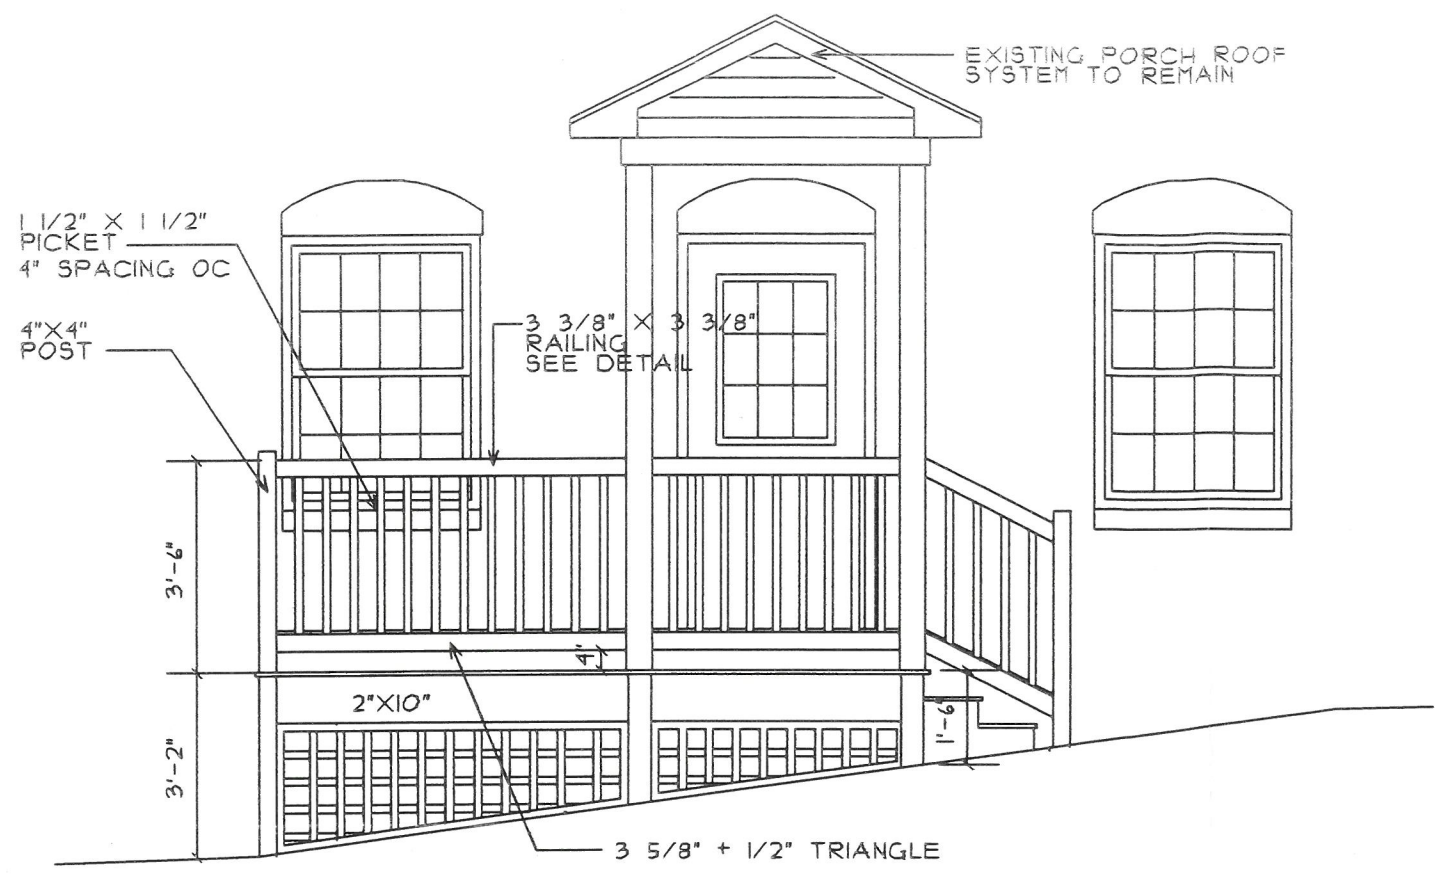 EXISTING PORCH ROOF
SYSTEM TO REMAIN
1 1/2" X 1 1/2"
PICKET
4" SPACING OC
4"X4"
POST
3 3/8" X 3 3/8"
RAILING
SEE DETAIL
3'-6"
4"
2"X10"
1'-6"
3'-2"
3 5/8" + 1/2" TRIANGLE